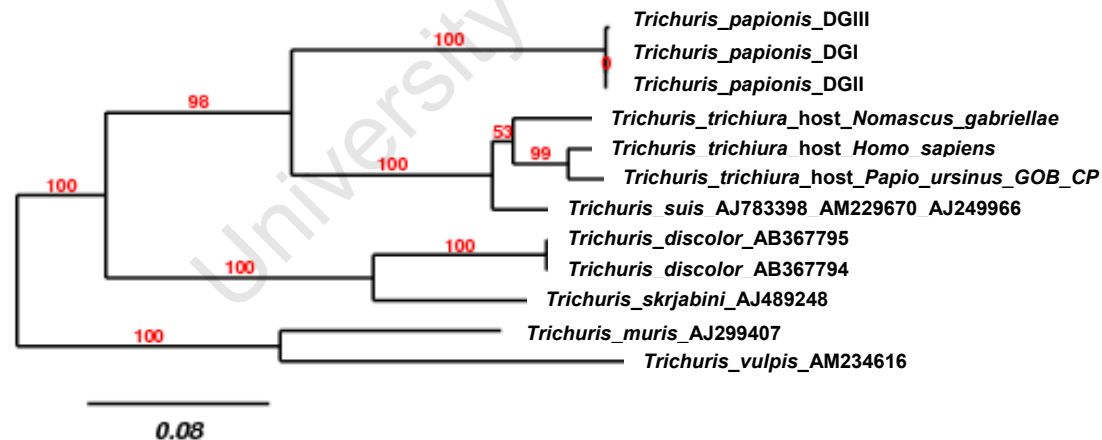 Trichuris_papionis_DGIII
100
Trichuris_papionis_DGI
0
Trichuris_papionis_DGII
98
Trichuris_trichiura_host_Nomascus_gabriellae
53
Trichuris_trichiura_host_Homo_sapiens
99
100
Trichuris_trichiura_host_Papio_ursinus_GOB_CP
100
Trichuris_suis_AJ783398_AM229670_AJ249966
Trichuris_discolor_AB367795
100
100
Trichuris_discolor_AB367794
Trichuris_skrjabini_AJ489248
Trichuris_muris_AJ299407
100
Trichuris_vulpis_AM234616
0.08
University